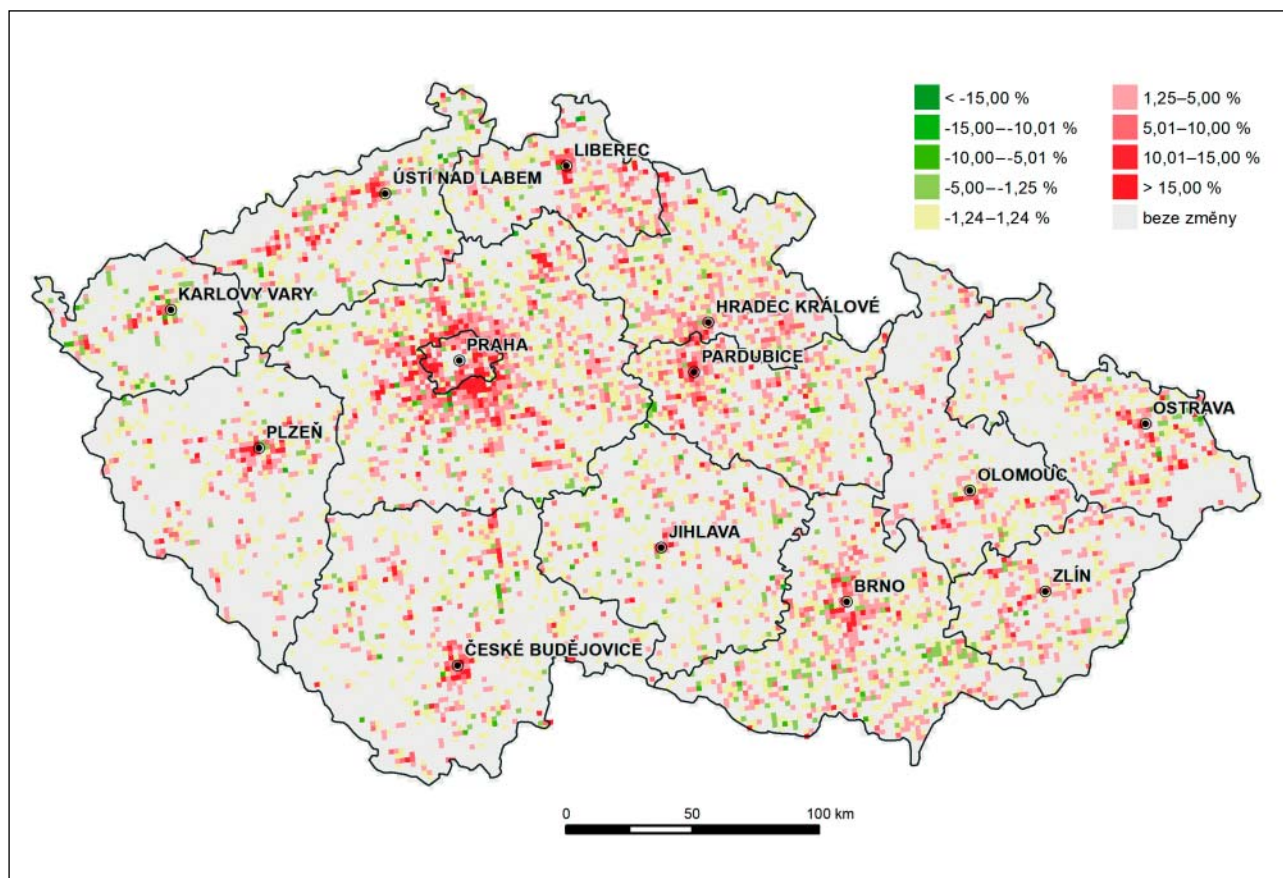 < -15,00 %
-15,00–-10,01 %
-10,00–-5,01 %
-5,00–-1,25 %
-1,24–1,24 %
1,25–5,00 %
5,01–10,00 %
10,01–15,00 %
> 15,00 %
beze změny
LIBEREC
ÚSTÍ NAD LABEM
KARLOVY VARY
HRADEC KRÁLOVÉ
PRAHA
PARDUBICE
OSTRAVA
PLZEŇ
OLOMOUC
JIHLAVA
BRNO
ZLÍN
ČESKÉ BUDĚJOVICE
0 50 100 km